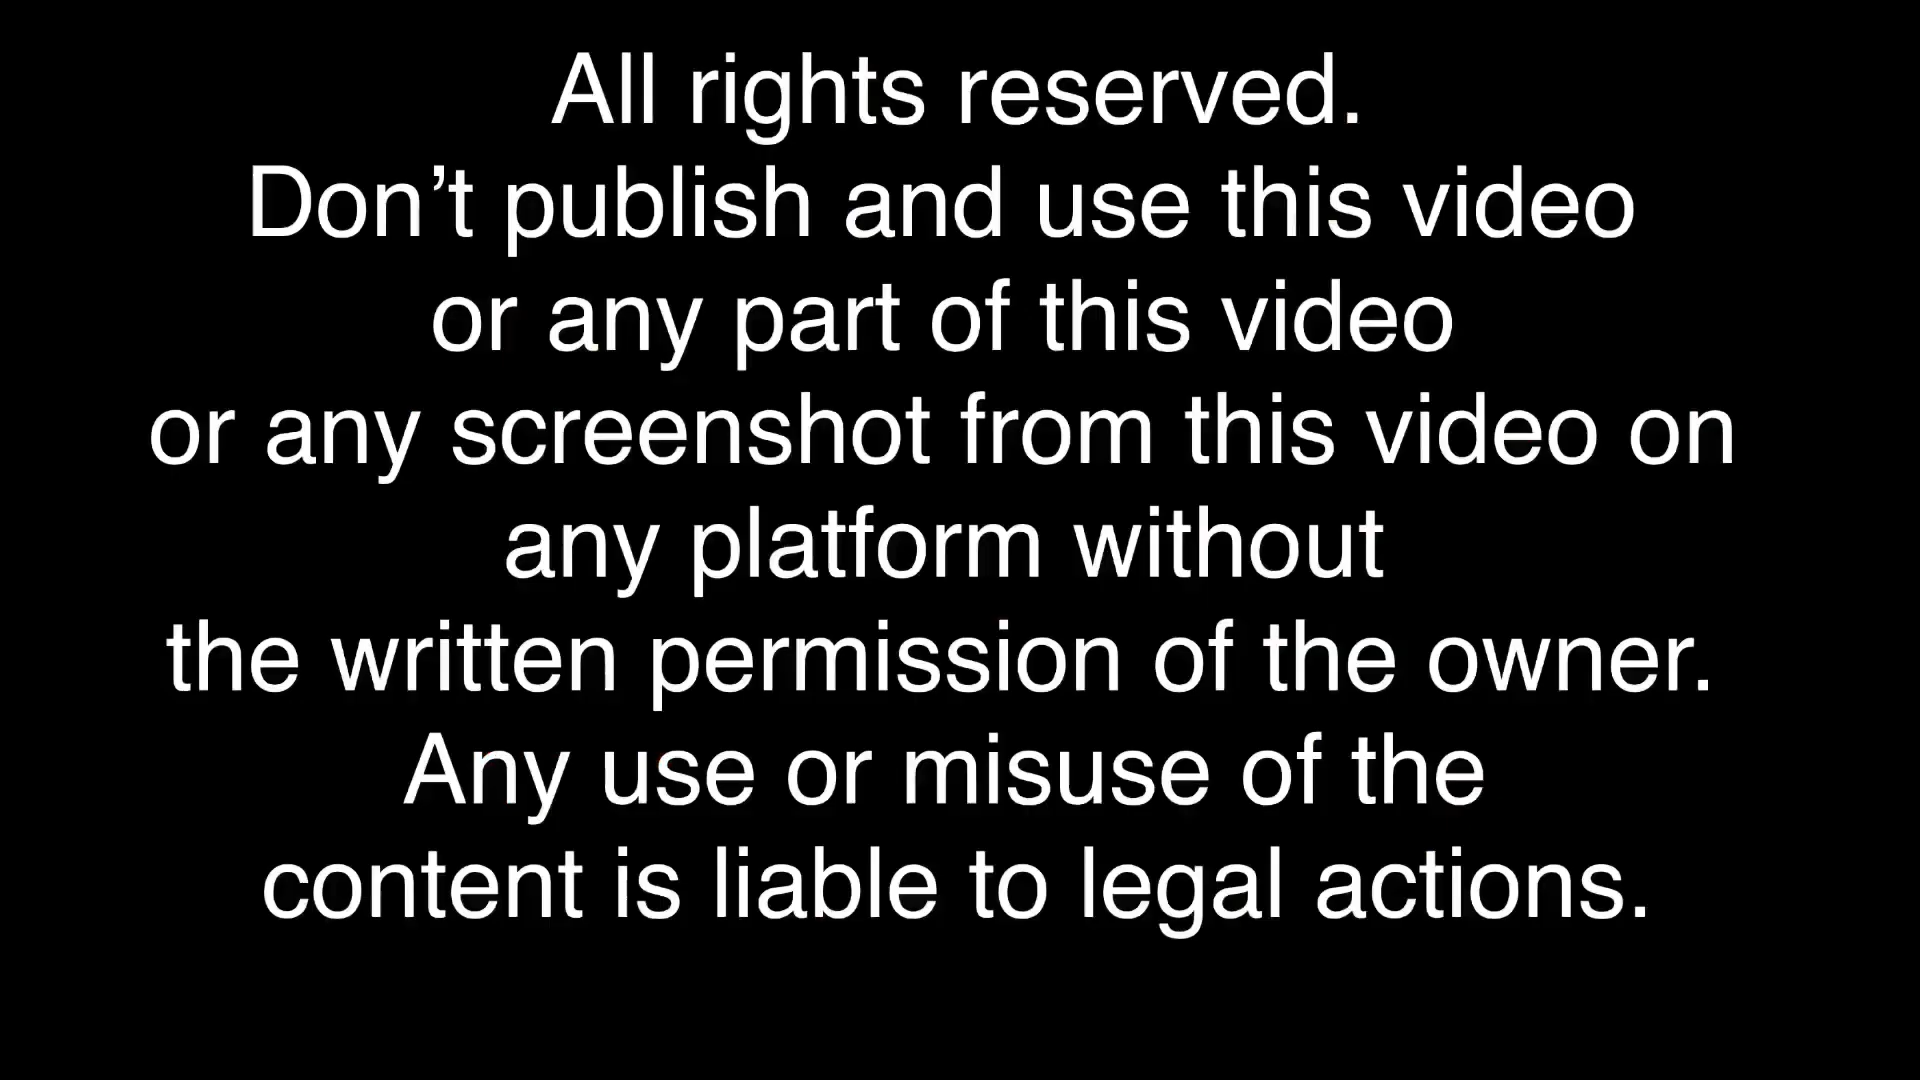 All rights reserved.
Don’t publish and use this video
or any part of this video
or any screenshot from this video on
any platform without
the written permission of the owner.
Any use or misuse of the
content is liable to legal actions.